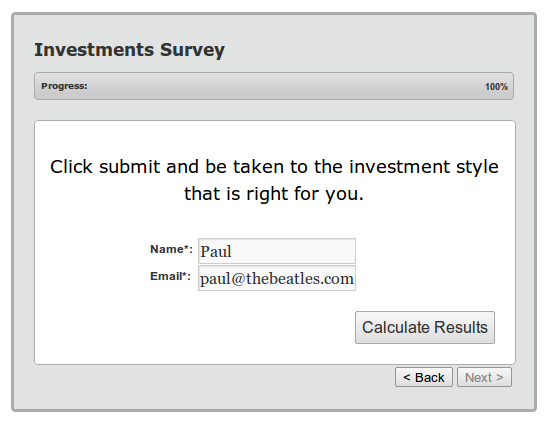 Investments Survey
Progress: 100%
Click submit and be taken to the investment style
that is right for you.
Name*: Paul
Email*: paul@thebeatles.com
Calculate Results
< Back Next >